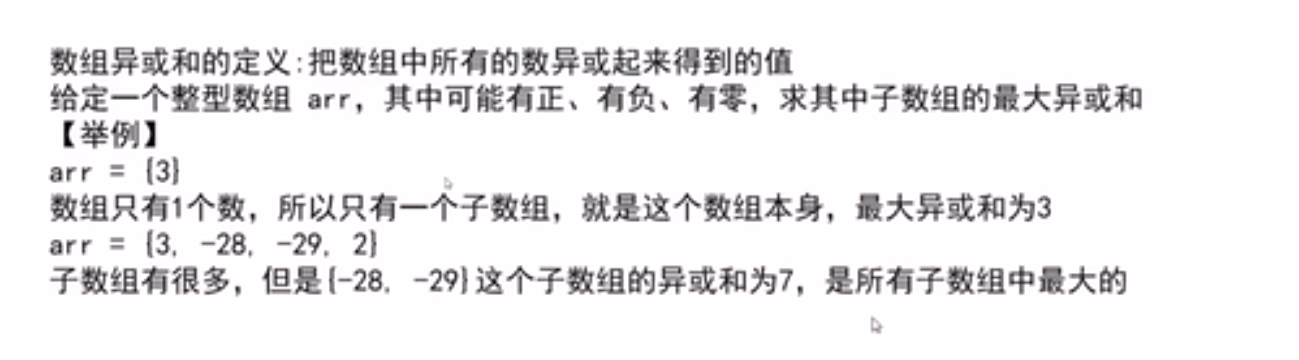 数组异或和的定义:把数组中所有的数异或起来得到的值
给定一个整型数组 arr，其中可能有正、有负、有零，求其中子数组的最大异或和
【举例】
arr = {3}
数组只有1个数，所以只有一个子数组，就是这个数组本身，最大异或和为3
arr = {3, -28, -29, 2}
子数组有很多，但是{-28, -29}这个子数组的异或和为7，是所有子数组中最大的